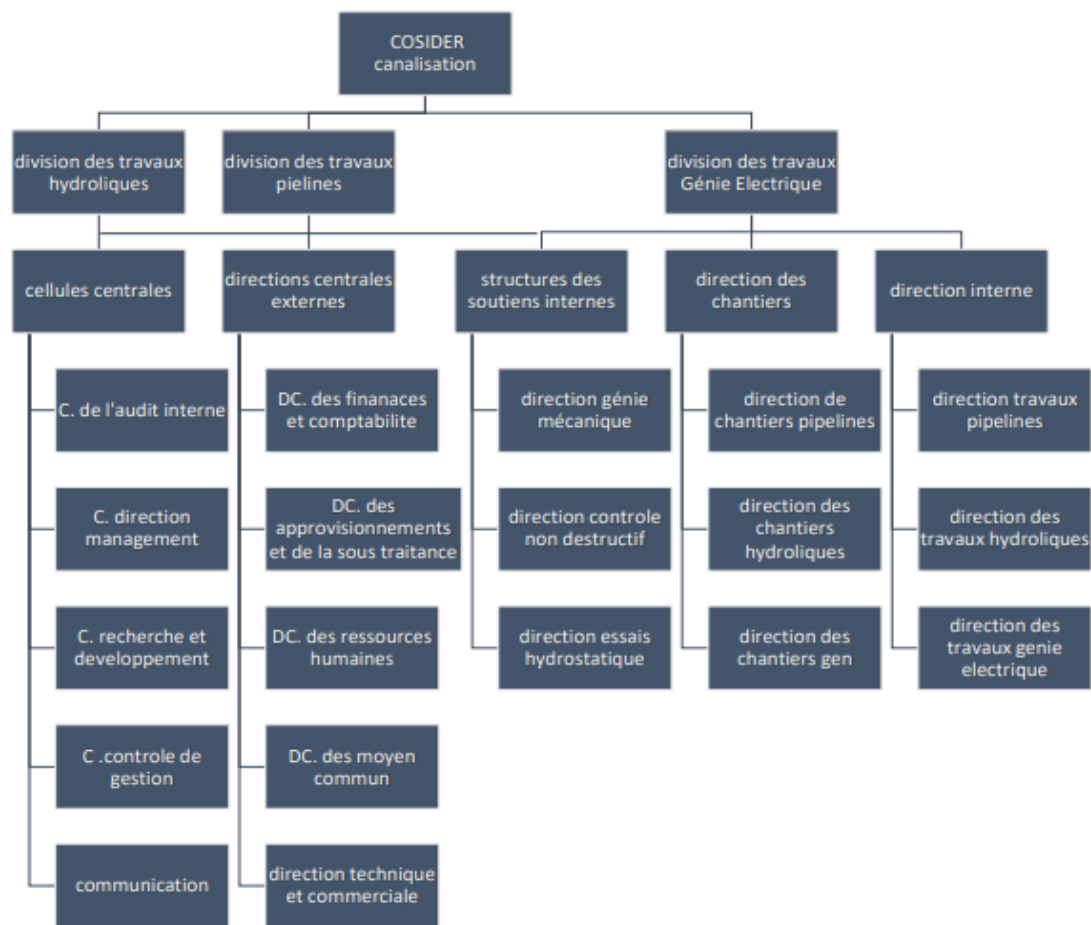 COSIDER
canalisation
division des travaux
hydroliques
division des travaux
pielines
division des travaux
Génie Electrique
cellules centrales
directions centrales
externes
structures des
soutiens internes
direction des
chantiers
direction interne
C. de l'audit interne
DC. des finanaces
et comptabilite
direction génie
mécanique
direction de
chantiers pipelines
direction travaux
pipelines
C. direction
management
DC. des
approvisionnements
et de la sous traitance
direction controle
non destructif
direction des
chantiers
hydroliques
direction des
travaux hydroliques
C. recherche et
developpement
DC. des ressources
humaines
direction essais
hydrostatique
direction des
chantiers gen
direction des
travaux genie
electrique
C .controle de
gestion
DC. des moyen
commun
communication
direction technique
et commerciale